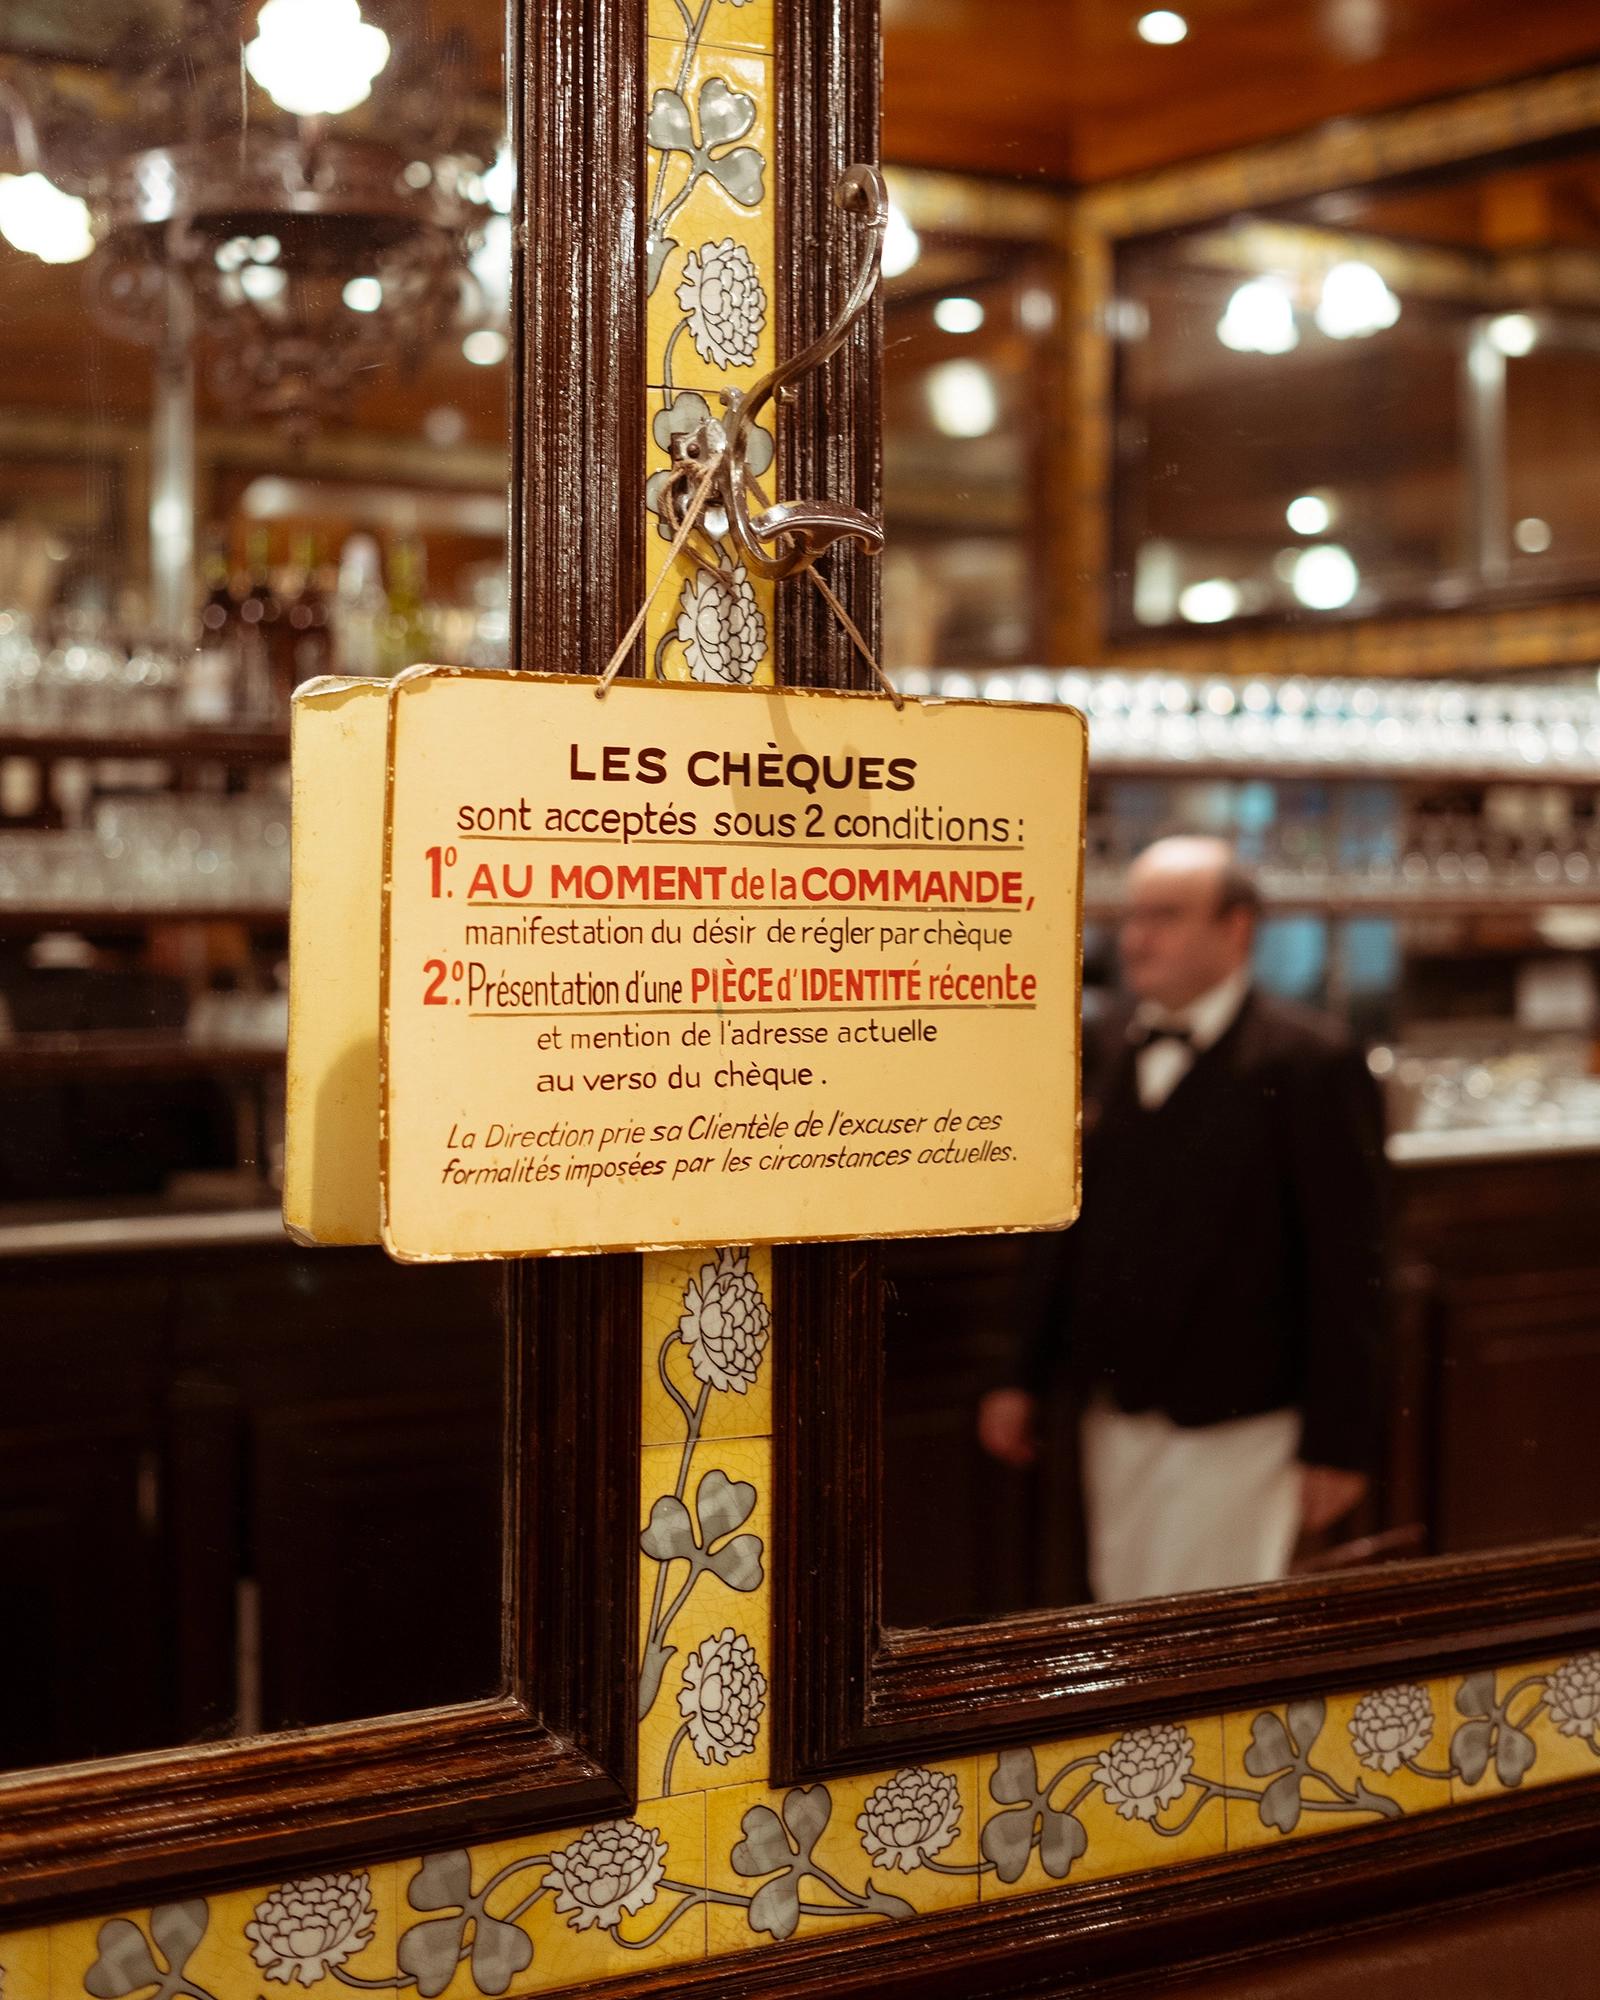 LES CHÈQUES
sont acceptés sous 2 conditions :
1º. AU MOMENT de la COMMANDE,
manifestation du désir de régler par chèque
2º. Présentation d'une PIÈCE d'IDENTITÉ récente
et mention de l'adresse actuelle
au verso du chèque .
La Direction prie sa Clientèle de l'excuser de ces
formalités imposées par les circonstances actuelles.